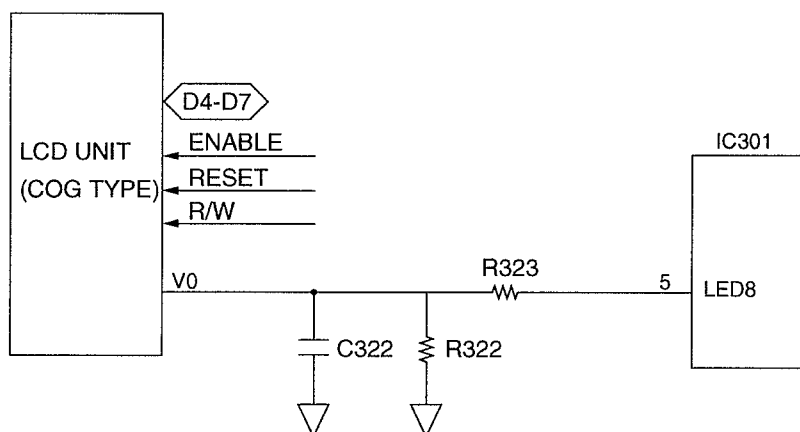 D4-D7
LCD UNIT
(COG TYPE)
ENABLE
RESET
R/W
IC301
V0
R323
5
LED8
C322
R322